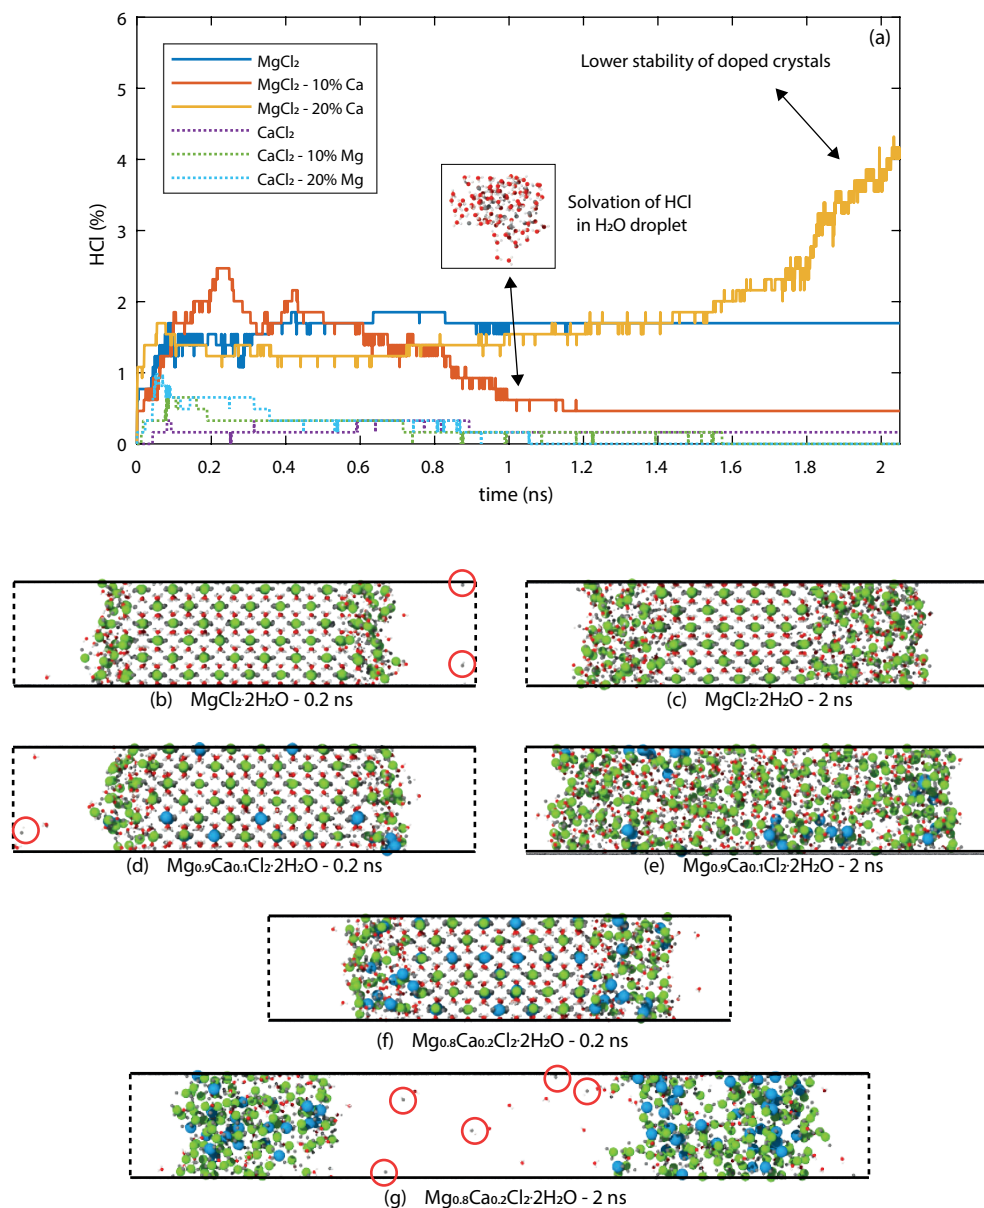 (a)
6
5
4
3
2
1
0
HCl (%)
MgCl₂
MgCl₂ - 10% Ca
MgCl₂ - 20% Ca
CaCl₂
CaCl₂ - 10% Mg
CaCl₂ - 20% Mg
Lower stability of doped crystals
Solvation of HCl
in H₂O droplet
0 0.2 0.4 0.6 0.8 1 1.2 1.4 1.6 1.8 2
time (ns)
(b) MgCl₂·2H₂O - 0.2 ns
(c) MgCl₂·2H₂O - 2 ns
(d) Mg₀.₉Ca₀.₁Cl₂·2H₂O - 0.2 ns
(e) Mg₀.₉Ca₀.₁Cl₂·2H₂O - 2 ns
(f) Mg₀.₈Ca₀.₂Cl₂·2H₂O - 0.2 ns
(g) Mg₀.₈Ca₀.₂Cl₂·2H₂O - 2 ns